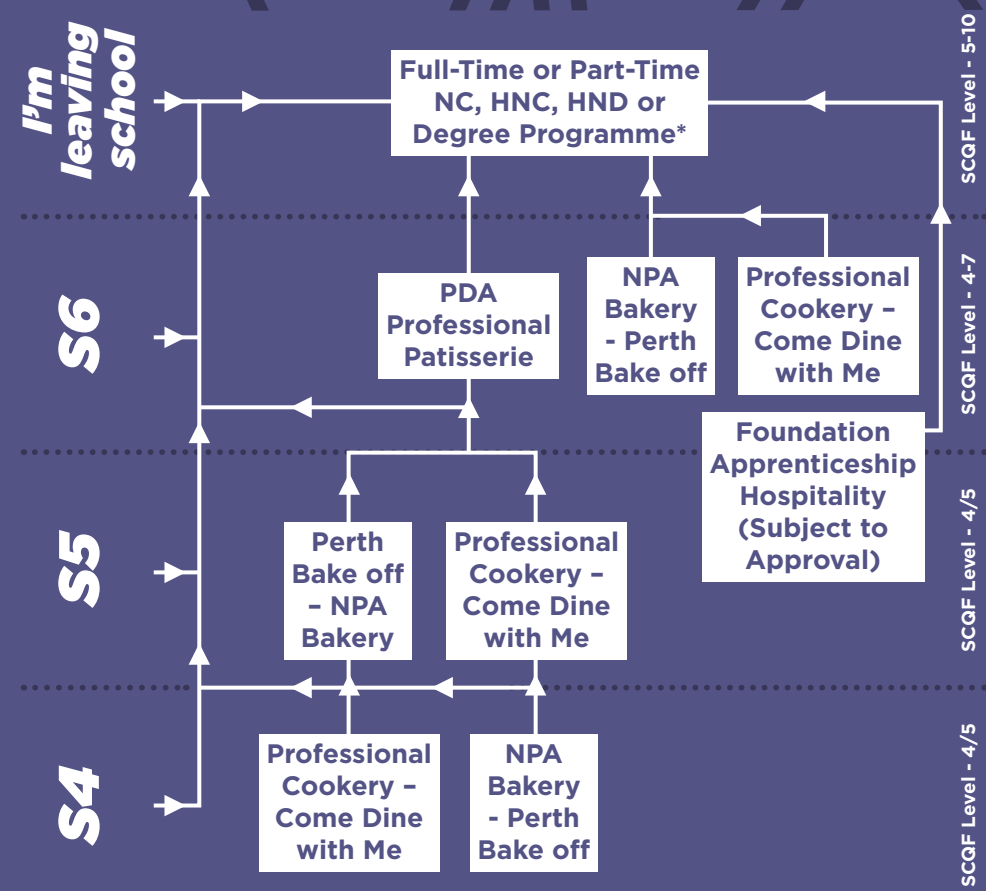 I'm
leaving
school
Full-Time or Part-Time
NC, HNC, HND or
Degree Programme*
SCQF Level - 5-10
S6
PDA
Professional
Patisserie
NPA
Bakery
- Perth
Bake off
Professional
Cookery –
Come Dine
with Me
SCQF Level - 4-7
Foundation
Apprenticeship
Hospitality
(Subject to
Approval)
S5
Perth
Bake off
– NPA
Bakery
Professional
Cookery –
Come Dine
with Me
SCQF Level - 4/5
S4
Professional
Cookery –
Come Dine
with Me
NPA
Bakery
- Perth
Bake off
SCQF Level - 4/5